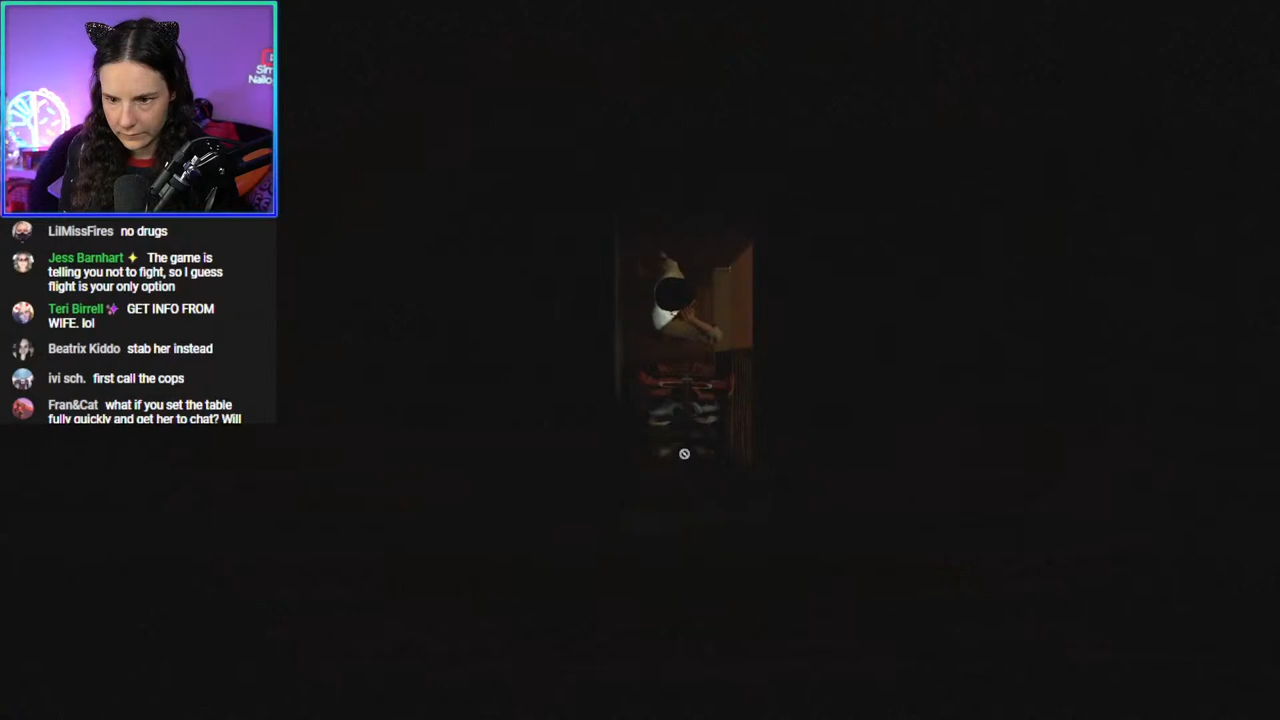 LilMissFires no drugs
Jess Barnhart The game is
telling you not to fight, so I guess
flight is your only option
Teri Birrell GET INFO FROM
WIFE. lol
Beatrix Kiddo stab her instead
ivi sch. first call the cops
Fran&Cat what if you set the table
fully quickly and get her to chat? Will